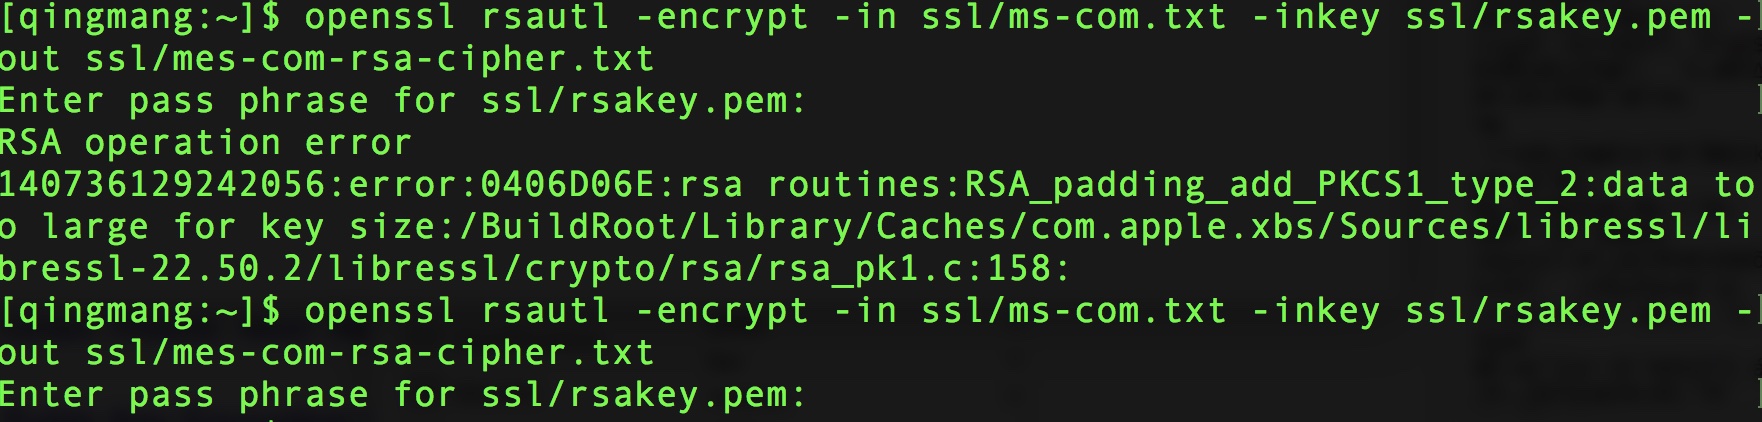 [qingmang:~]$ openssl rsautl -encrypt -in ssl/ms-com.txt -inkey ssl/rsakey.pem -]
out ssl/mes-com-rsa-cipher.txt
Enter pass phrase for ssl/rsakey.pem: ]
RSA operation error
140736129242056:error:0406D06E:rsa routines:RSA_padding_add_PKCS1_type_2:data to
o large for key size:/BuildRoot/Library/Caches/com.apple.xbs/Sources/libressl/li
bressl-22.50.2/libressl/crypto/rsa/rsa_pk1.c:158:
[qingmang:~]$ openssl rsautl -encrypt -in ssl/ms-com.txt -inkey ssl/rsakey.pem -]
out ssl/mes-com-rsa-cipher.txt
Enter pass phrase for ssl/rsakey.pem: ]